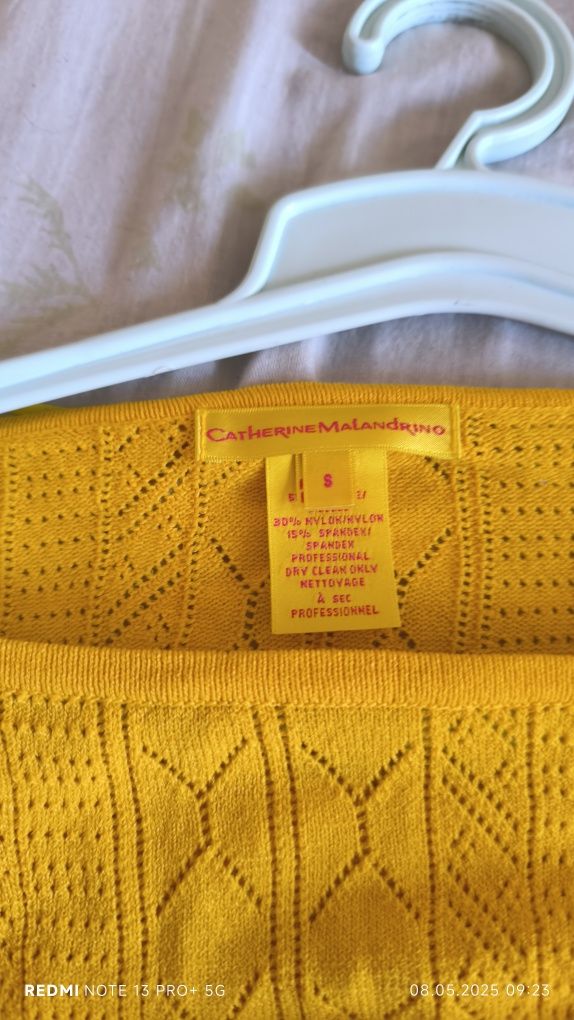 CATHERINE MALANDRINO
S
30% NYLON/NYLON
15% SPANDEX/
SPANDEX
PROFESSIONAL
DRY CLEAN ONLY
NETTOYAGE
À SEC
PROFESSIONNEL
REDMI NOTE 13 PRO+ 5G
08.05.2025 09:23